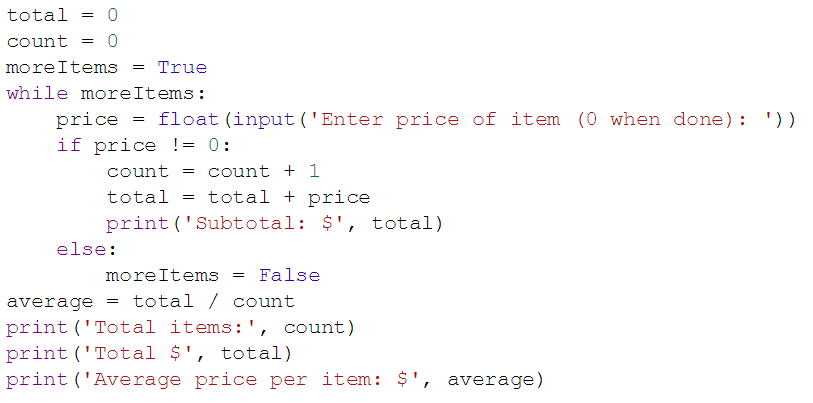 total = 0
count = 0
moreItems = True
while moreItems:
    price = float(input('Enter price of item (0 when done): '))
    if price != 0:
        count = count + 1
        total = total + price
        print('Subtotal: $', total)
    else:
        moreItems = False
average = total / count
print('Total items:', count)
print('Total $', total)
print('Average price per item: $', average)